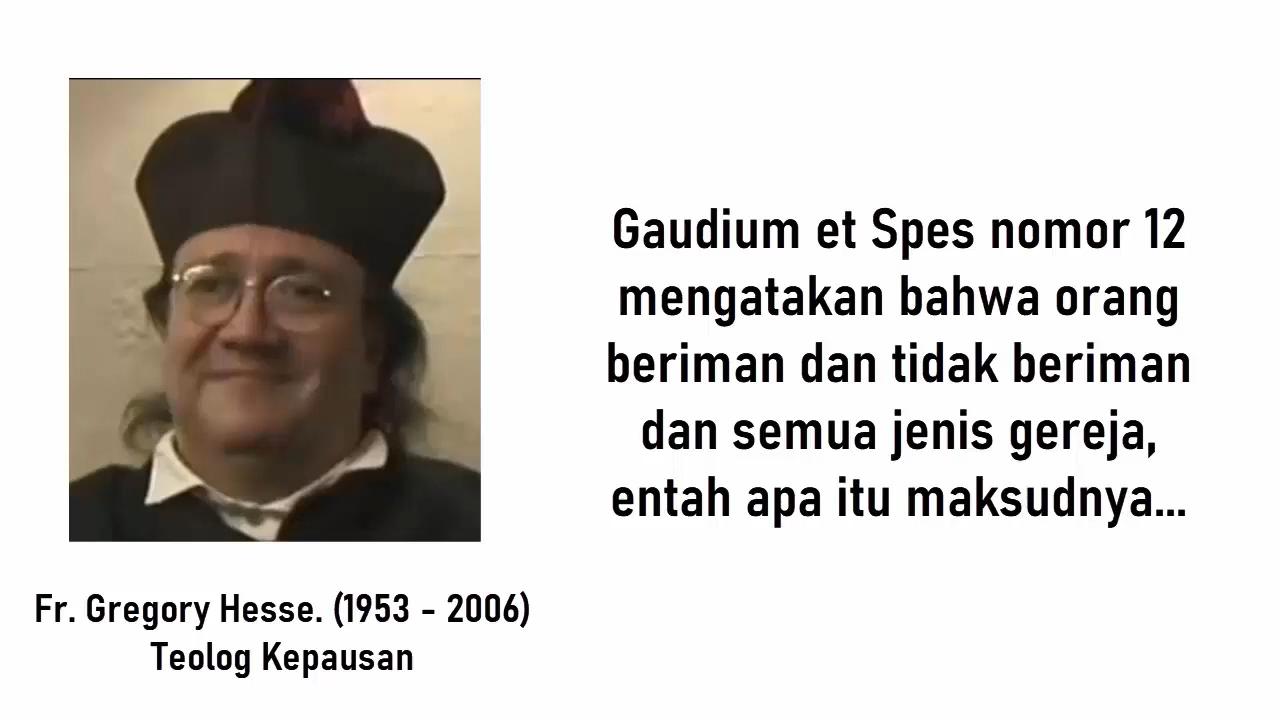 Gaudium et Spes nomor 12
mengatakan bahwa orang
beriman dan tidak beriman
dan semua jenis gereja,
entah apa itu maksudnya...
Fr. Gregory Hesse. (1953 - 2006)
Teolog Kepausan